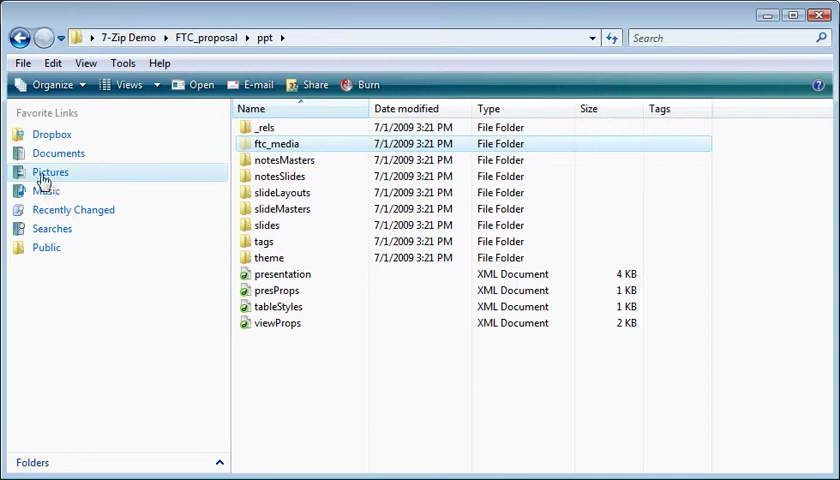 7-Zip Demo FTC_proposal ppt Search
File Edit View Tools Help
Organize Views Open E-mail Share Burn
Favorite Links
Dropbox
Documents
Pictures
Music
Recently Changed
Searches
Public
Folders
Name Date modified Type Size Tags
_rels 7/1/2009 3:21 PM File Folder
ftc_media 7/1/2009 3:21 PM File Folder
notesMasters 7/1/2009 3:21 PM File Folder
notesSlides 7/1/2009 3:21 PM File Folder
slideLayouts 7/1/2009 3:21 PM File Folder
slideMasters 7/1/2009 3:21 PM File Folder
slides 7/1/2009 3:21 PM File Folder
tags 7/1/2009 3:21 PM File Folder
theme 7/1/2009 3:21 PM File Folder
presentation XML Document 4 KB
presProps XML Document 1 KB
tableStyles XML Document 1 KB
viewProps XML Document 2 KB